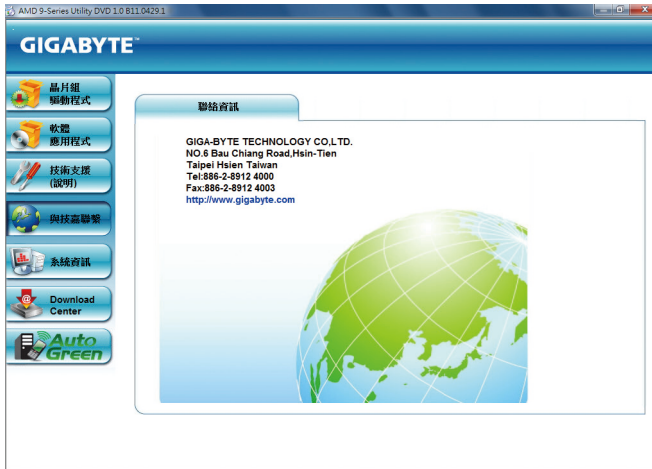 AMD 9-Series Utility DVD 1.0 B11.0429.1
GIGABYTE™
晶片組
驅動程式
軟體
應用程式
技術支援
(說明)
與技嘉聯繫
系統資訊
Download
Center
Auto
Green
聯絡資訊
GIGA-BYTE TECHNOLOGY CO,LTD.
NO.6 Bau Chiang Road,Hsin-Tien
Taipei Hsien Taiwan
Tel:886-2-8912 4000
Fax:886-2-8912 4003
http://www.gigabyte.com